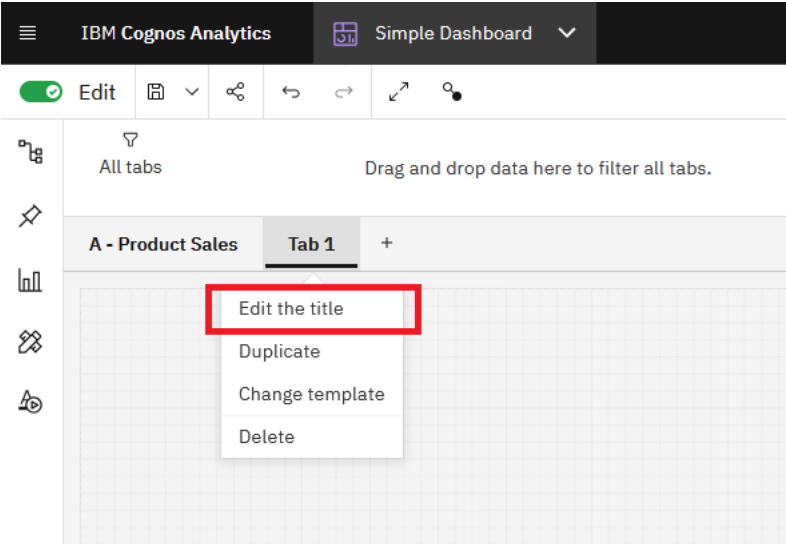 IBM Cognos Analytics
Simple Dashboard
Edit
All tabs
Drag and drop data here to filter all tabs.
A - Product Sales
Tab 1
+
Edit the title
Duplicate
Change template
Delete